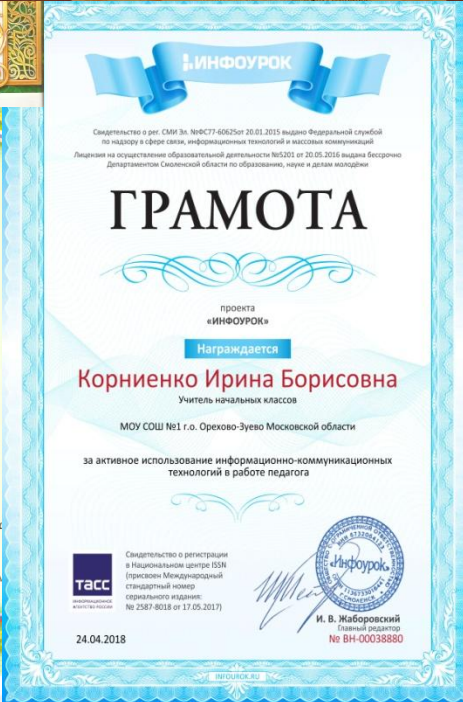 ИНФОУРОК
Свидетельство о рег. СМИ Эл. №ФС77-60625от 20.01.2015 выдано Федеральной службой
по надзору в сфере связи, информационных технологий и массовых коммуникаций
Лицензия на осуществление образовательной деятельности №5201 от 20.05.2016 выдана бессрочно
Департаментом Смоленской области по образованию, науке и делам молодёжи
ГРАМОТА
проекта
«ИНФОУРОК»
Награждается
Корниенко Ирина Борисовна
Учитель начальных классов
МОУ СОШ №1 г.о. Орехово-Зуево Московской области
за активное использование информационно-коммуникационных
технологий в работе педагога
Свидетельство о регистрации
в Национальном центре ISSN
(присвоен Международный
стандартный номер
сериального издания:
№ 2587-8018 от 17.05.2017)
ТАСС
ИНФОРМАЦИОННОЕ
АГЕНТСТВО РОССИИ
«Инфоурок»
И. В. Жаборовский
Главный редактор
24.04.2018
№ ВН-00038880
INFOUROK.RU